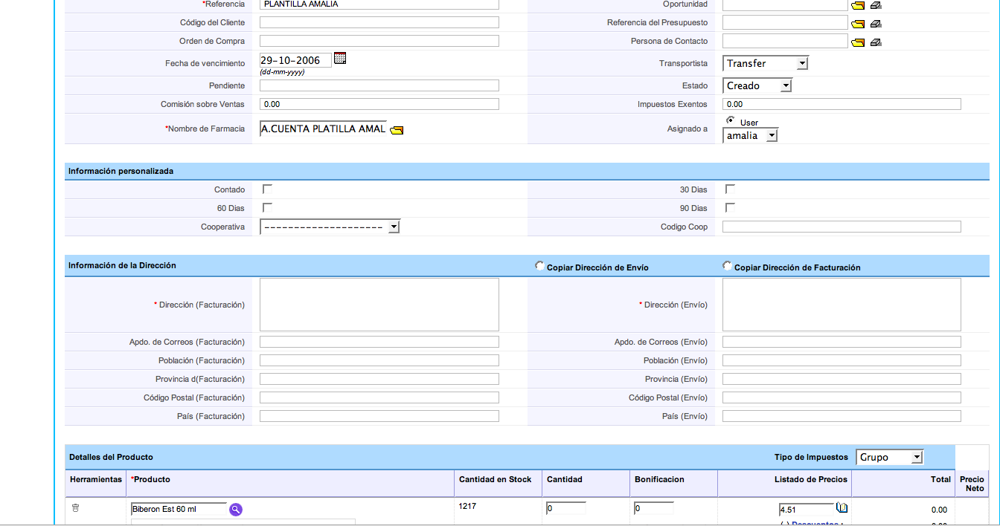 *Referencia PLANTILLA AMALIA Oportunidad
Código del Cliente Referencia del Presupuesto
Orden de Compra Persona de Contacto
Fecha de vencimiento 29-10-2006 Transportista Transfer
(dd-mm-yyyy)
Pendiente Estado Creado
Comisión sobre Ventas 0.00 Impuestos Exentos 0.00
*Nombre de Farmacia A.CUENTA PLATILLA AMAL Asignado a User
amalia
Información personalizada
Contado 30 Dias
60 Dias 90 Dias
Cooperativa -------------------- Codigo Coop
Información de la Dirección Copiar Dirección de Envío Copiar Dirección de Facturación
* Dirección (Facturación) * Dirección (Envío)
Apdo. de Correos (Facturación) Apdo. de Correos (Envío)
Población (Facturación) Población (Envío)
Provincia d(Facturación) Provincia (Envío)
Código Postal (Facturación) Código Postal (Envío)
País (Facturación) País (Envío)
Detalles del Producto Tipo de Impuestos Grupo
Herramientas *Producto Cantidad en Stock Cantidad Bonificacion Listado de Precios Total Precio Neto
Biberon Est 60 ml 1217 0 0 4.51 0.00
(-) Descuentos : 0.00